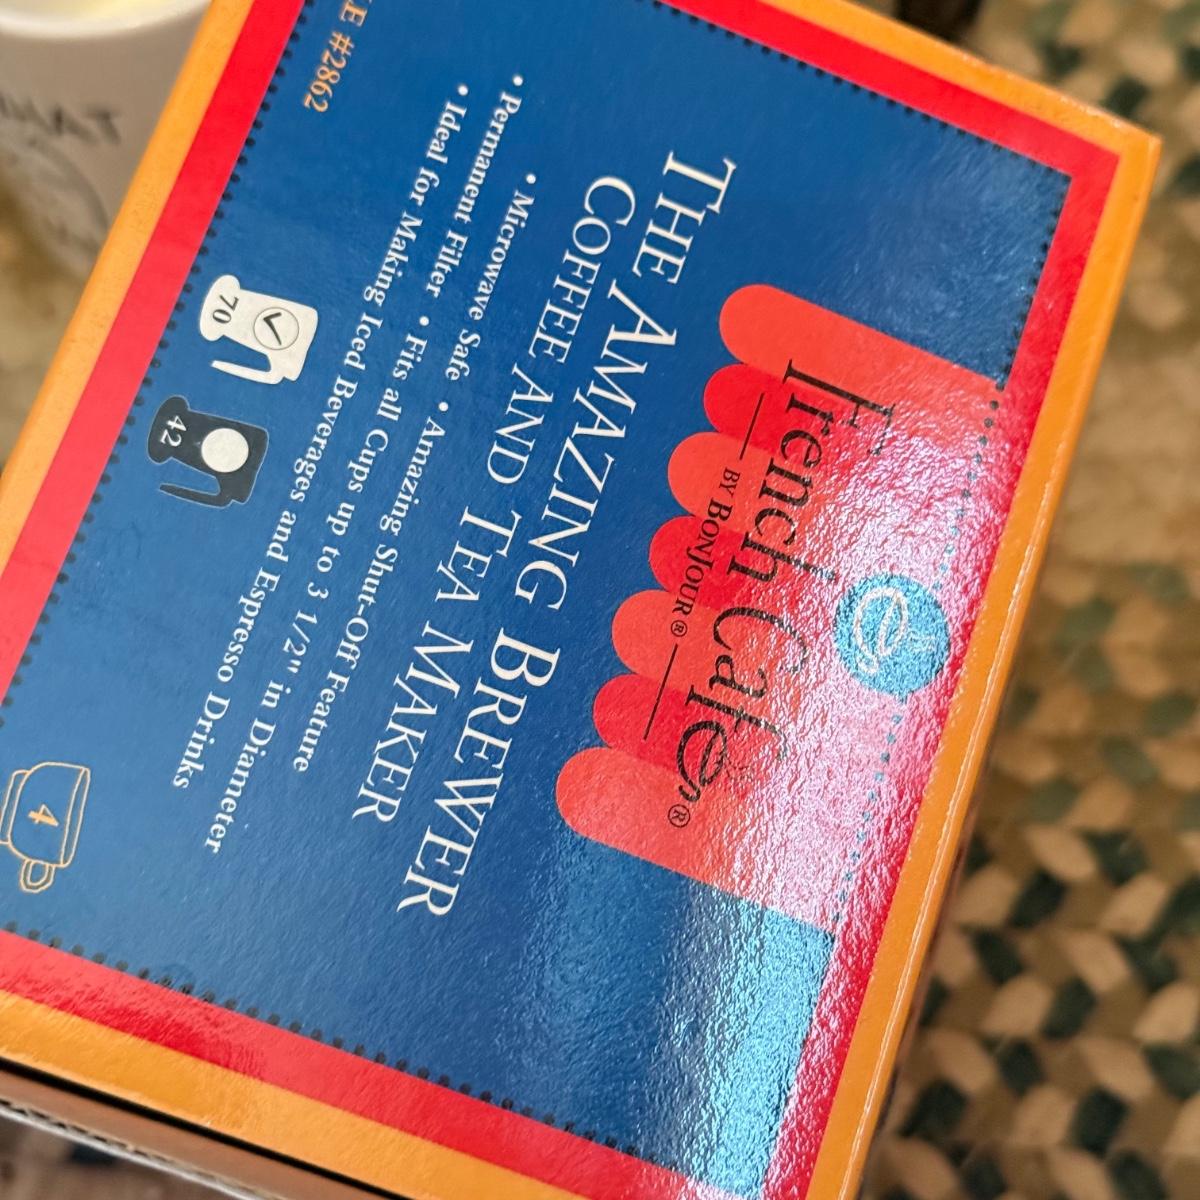 French Cafe®
BY BONJOUR®
THE AMAZING BREWER
COFFEE AND TEA MAKER
• Microwave Safe • Amazing Shut-Off Feature
• Permanent Filter • Fits all Cups up to 3 1/2" in Diameter
• Ideal for Making Iced Beverages and Espresso Drinks
70
42
#2862
4